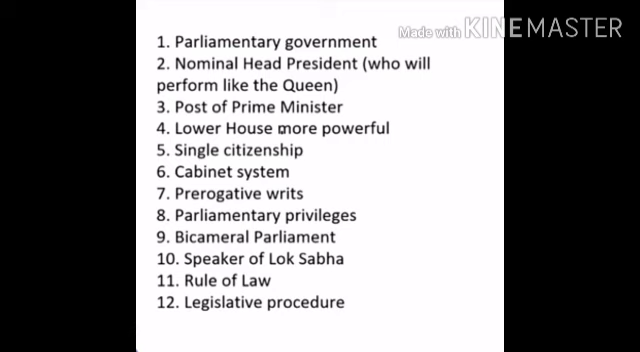 Made with KINEMASTER
1. Parliamentary government
2. Nominal Head President (who will
perform like the Queen)
3. Post of Prime Minister
4. Lower House more powerful
5. Single citizenship
6. Cabinet system
7. Prerogative writs
8. Parliamentary privileges
9. Bicameral Parliament
10. Speaker of Lok Sabha
11. Rule of Law
12. Legislative procedure